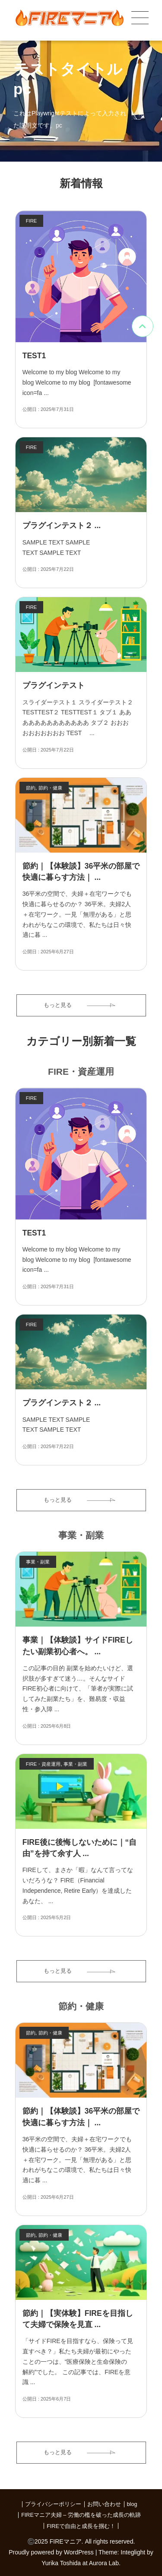 FIREマニア
サイトタイトル
pc
これはPlaywrightテストによって入力され
た説明文です。pc
新着情報
FIRE
TEST1
Welcome to my blog Welcome to my
blog Welcome to my blog [fontawesome
icon=fa ...
公開日 : 2025年7月31日
FIRE
プラグインテスト２ ...
SAMPLE TEXT SAMPLE
TEXT SAMPLE TEXT
公開日 : 2025年7月22日
FIRE
プラグインテスト
スライダーテスト１ スライダーテスト２
TESTTEST２ TESTTEST１ タブ１ ああ
ああああああああああああ タブ２ おおお
おおおおおおお TEST ...
公開日 : 2025年7月22日
節約, 節約・健康
節約｜【体験談】36平米の部屋で
快適に暮らす方法｜ ...
36平米の空間で、夫婦＋在宅ワークでも
快適に暮らせるのか？ 36平米。夫婦2人
＋在宅ワーク。一見「無理がある」と思
われがちなこの環境で、私たちは日々快
適に暮 ...
公開日 : 2025年6月27日
もっと見る
カテゴリー別新着一覧
FIRE・資産運用
FIRE
TEST1
Welcome to my blog Welcome to my
blog Welcome to my blog [fontawesome
icon=fa ...
公開日 : 2025年7月31日
FIRE
プラグインテスト２ ...
SAMPLE TEXT SAMPLE
TEXT SAMPLE TEXT
公開日 : 2025年7月22日
もっと見る
事業・副業
事業・副業
事業｜【体験談】サイドFIREし
たい副業初心者へ。 ...
この記事の目的 副業を始めたいけど、選
択肢が多すぎて迷う…。そんなサイド
FIRE初心者に向けて、「筆者が実際に試
してみた副業たち」を、難易度・収益
性・参入障 ...
公開日 : 2025年6月8日
FIRE・資産運用, 事業・副業
FIRE後に後悔しないために｜“自
由”を持て余す人 ...
FIREして、まさか「暇」なんて言ってな
いだろうな？ FIRE（Financial
Independence, Retire Early）を達成した
あなた、 ...
公開日 : 2025年5月2日
もっと見る
節約・健康
節約, 節約・健康
節約｜【体験談】36平米の部屋で
快適に暮らす方法｜ ...
36平米の空間で、夫婦＋在宅ワークでも
快適に暮らせるのか？ 36平米。夫婦2人
＋在宅ワーク。一見「無理がある」と思
われがちなこの環境で、私たちは日々快
適に暮 ...
公開日 : 2025年6月27日
節約, 節約・健康
節約｜【実体験】FIREを目指し
て夫婦で保険を見直 ...
「サイドFIREを目指すなら、保険って見
直すべき？」私たち夫婦が最初にやった
ことの一つは、“医療保険と生命保険の
解約”でした。 この記事では、FIREを意
識 ...
公開日 : 2025年6月7日
もっと見る
| プライバシーポリシー | お問い合わせ | blog
| FIREマニア夫婦 – 労働の檻を破った成長の軌跡
| FIREで自由と成長を掴む！ |
©2025 FIREマニア. All rights reserved.
Proudly powered by WordPress | Theme: Integlight by
Yurika Toshida at Aurora Lab.